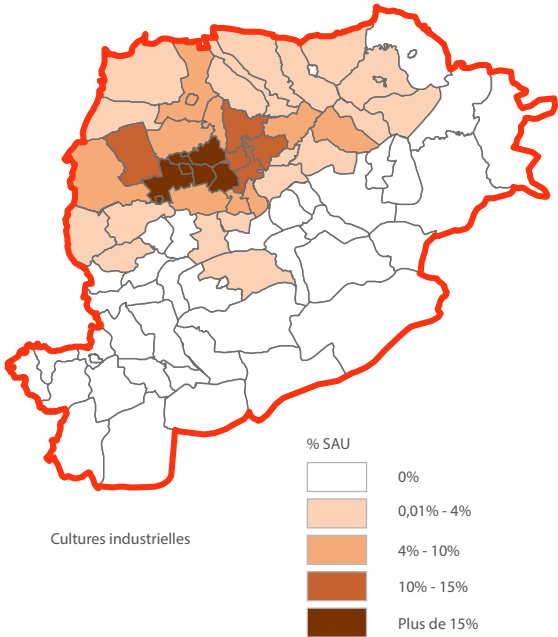 % SAU
0%
0,01% - 4%
Cultures industrielles
4% - 10%
10% - 15%
Plus de 15%